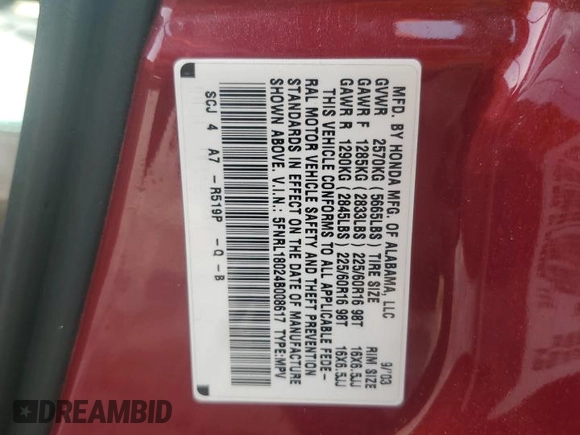 MFD. BY HONDA MFG. OF ALABAMA, LLC 9/'03
GVWR 2570KG (5665LBS) TIRE SIZE RIM SIZE
GAWR F 1285KG (2833LBS) 225/60R16 98T 16X6.5JJ
GAWR R 1290KG (2845LBS) 225/60R16 98T 16X6.5JJ
THIS VEHICLE CONFORMS TO ALL APPLICABLE FEDE-
RAL MOTOR VEHICLE SAFETY AND THEFT PREVENTION
STANDARDS IN EFFECT ON THE DATE OF MANUFACTURE
SHOWN ABOVE. V.I.N.: 5FNRL18024B008617 TYPE:MPV
SCJ 4 A7 - R519P - Q - B
DREAMBID